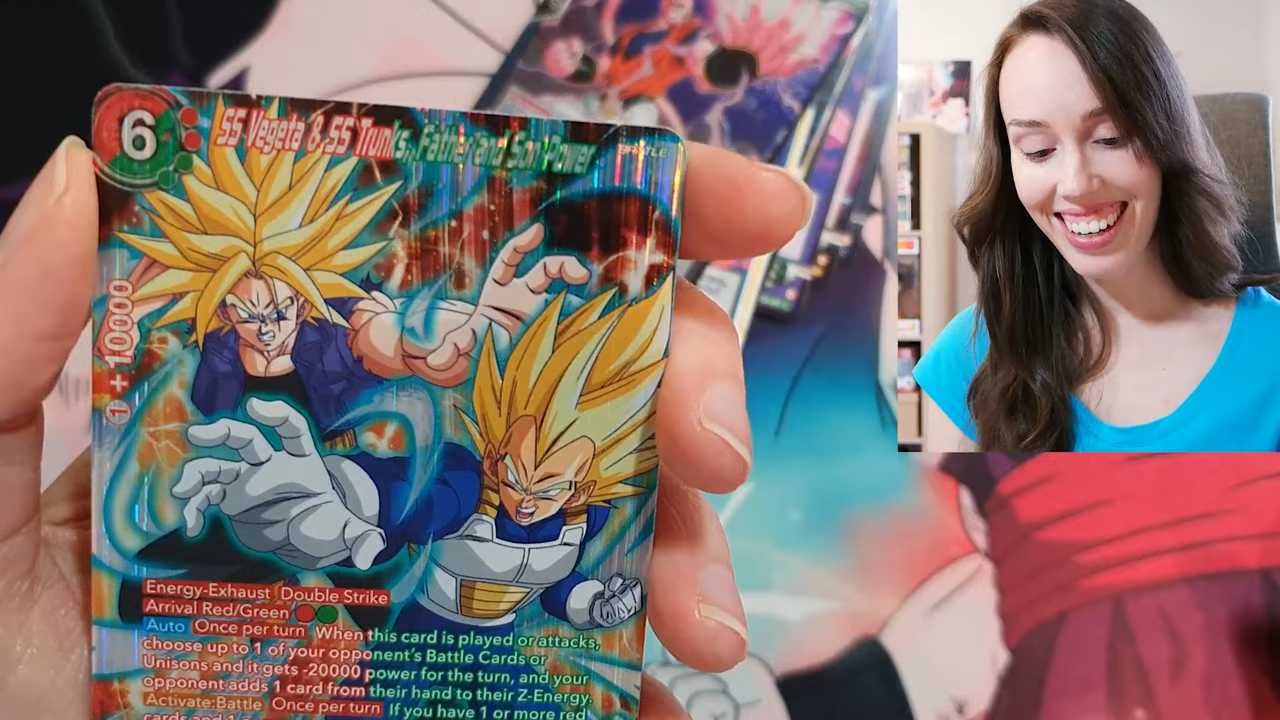 6
SS Vegeta & SS Trunks, Father and Son Power
BATTLE
1 + 10000
Energy-Exhaust Double Strike
Arrival Red/Green
Auto Once per turn When this card is played or attacks,
choose up to 1 of your opponent's Battle Cards or
Unisons and it gets -20000 power for the turn, and your
opponent adds 1 card from their hand to their Z-Energy.
Activate:Battle Once per turn If you have 1 or more red
cards and 1